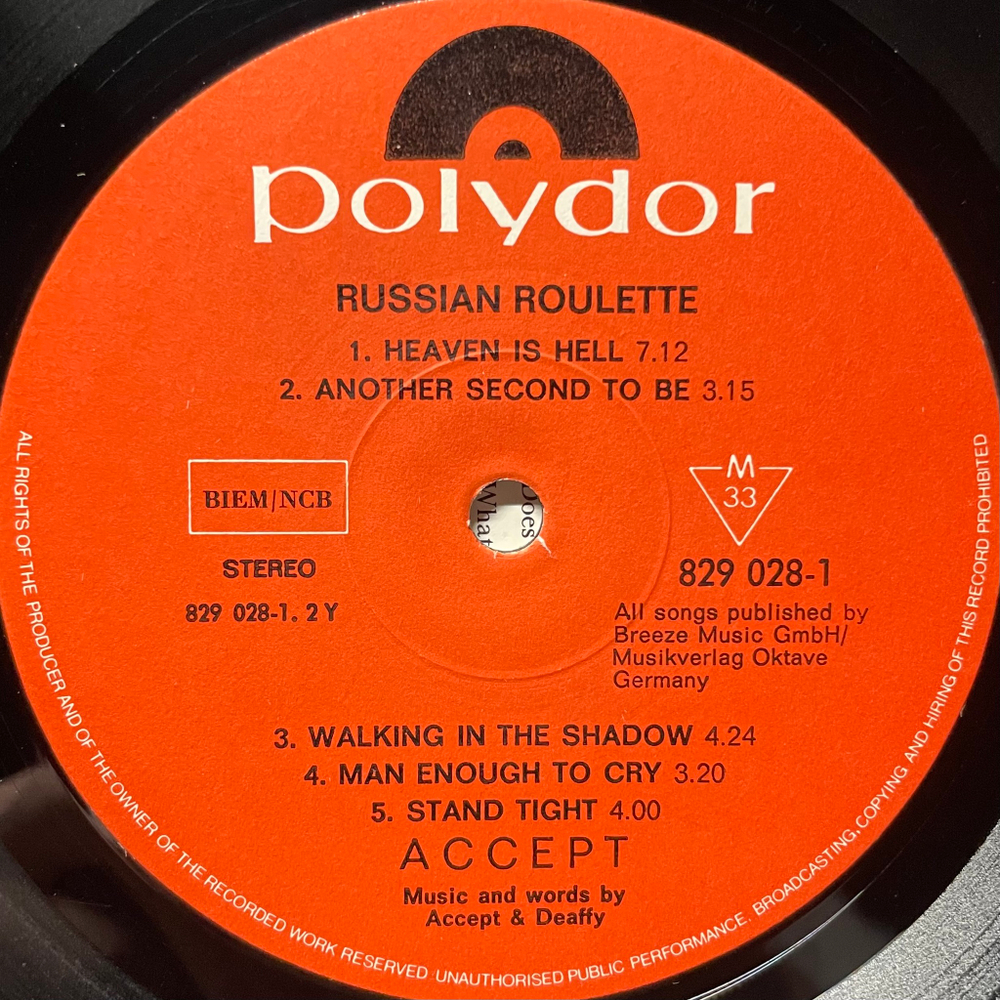 polydor
RUSSIAN ROULETTE
1. HEAVEN IS HELL 7.12
2. ANOTHER SECOND TO BE 3.15
BIEM/NCB
STEREO
829 028-1. 2 Y
Does
What
M
33
829 028-1
All songs published by
Breeze Music GmbH/
Musikverlag Oktave
Germany
3. WALKING IN THE SHADOW 4.24
4. MAN ENOUGH TO CRY 3.20
5. STAND TIGHT 4.00
ACCEPT
Music and words by
Accept & Deaffy
ALL RIGHTS OF THE PRODUCER AND OF THE OWNER OF THE RECORDED WORK RESERVED · UNAUTHORISED PUBLIC PERFORMANCE. BROADCASTING, COPYING AND HIRING OF THIS RECORD PROHIBITED